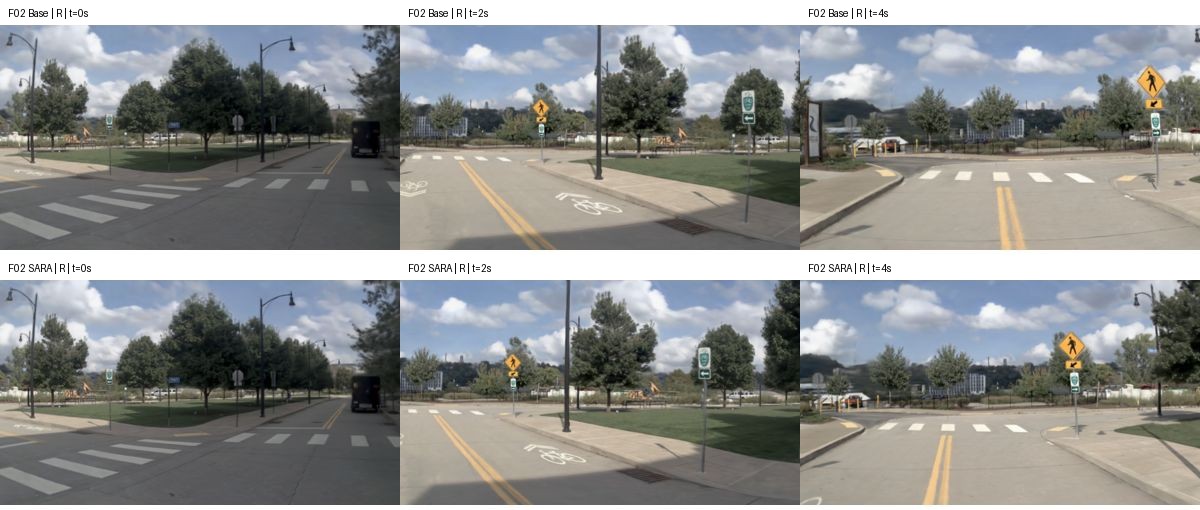 F02 Base | R | t=0s
F02 Base | R | t=2s
F02 Base | R | t=4s
F02 SARA | R | t=0s
F02 SARA | R | t=2s
F02 SARA | R | t=4s